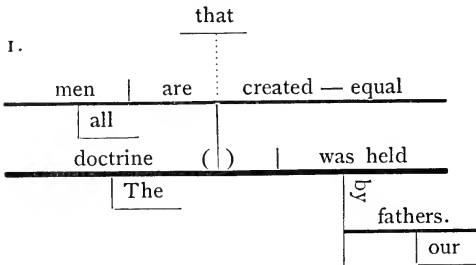 that
1.
men | are created — equal
all
doctrine ( ) | was held
The
by
fathers.
our